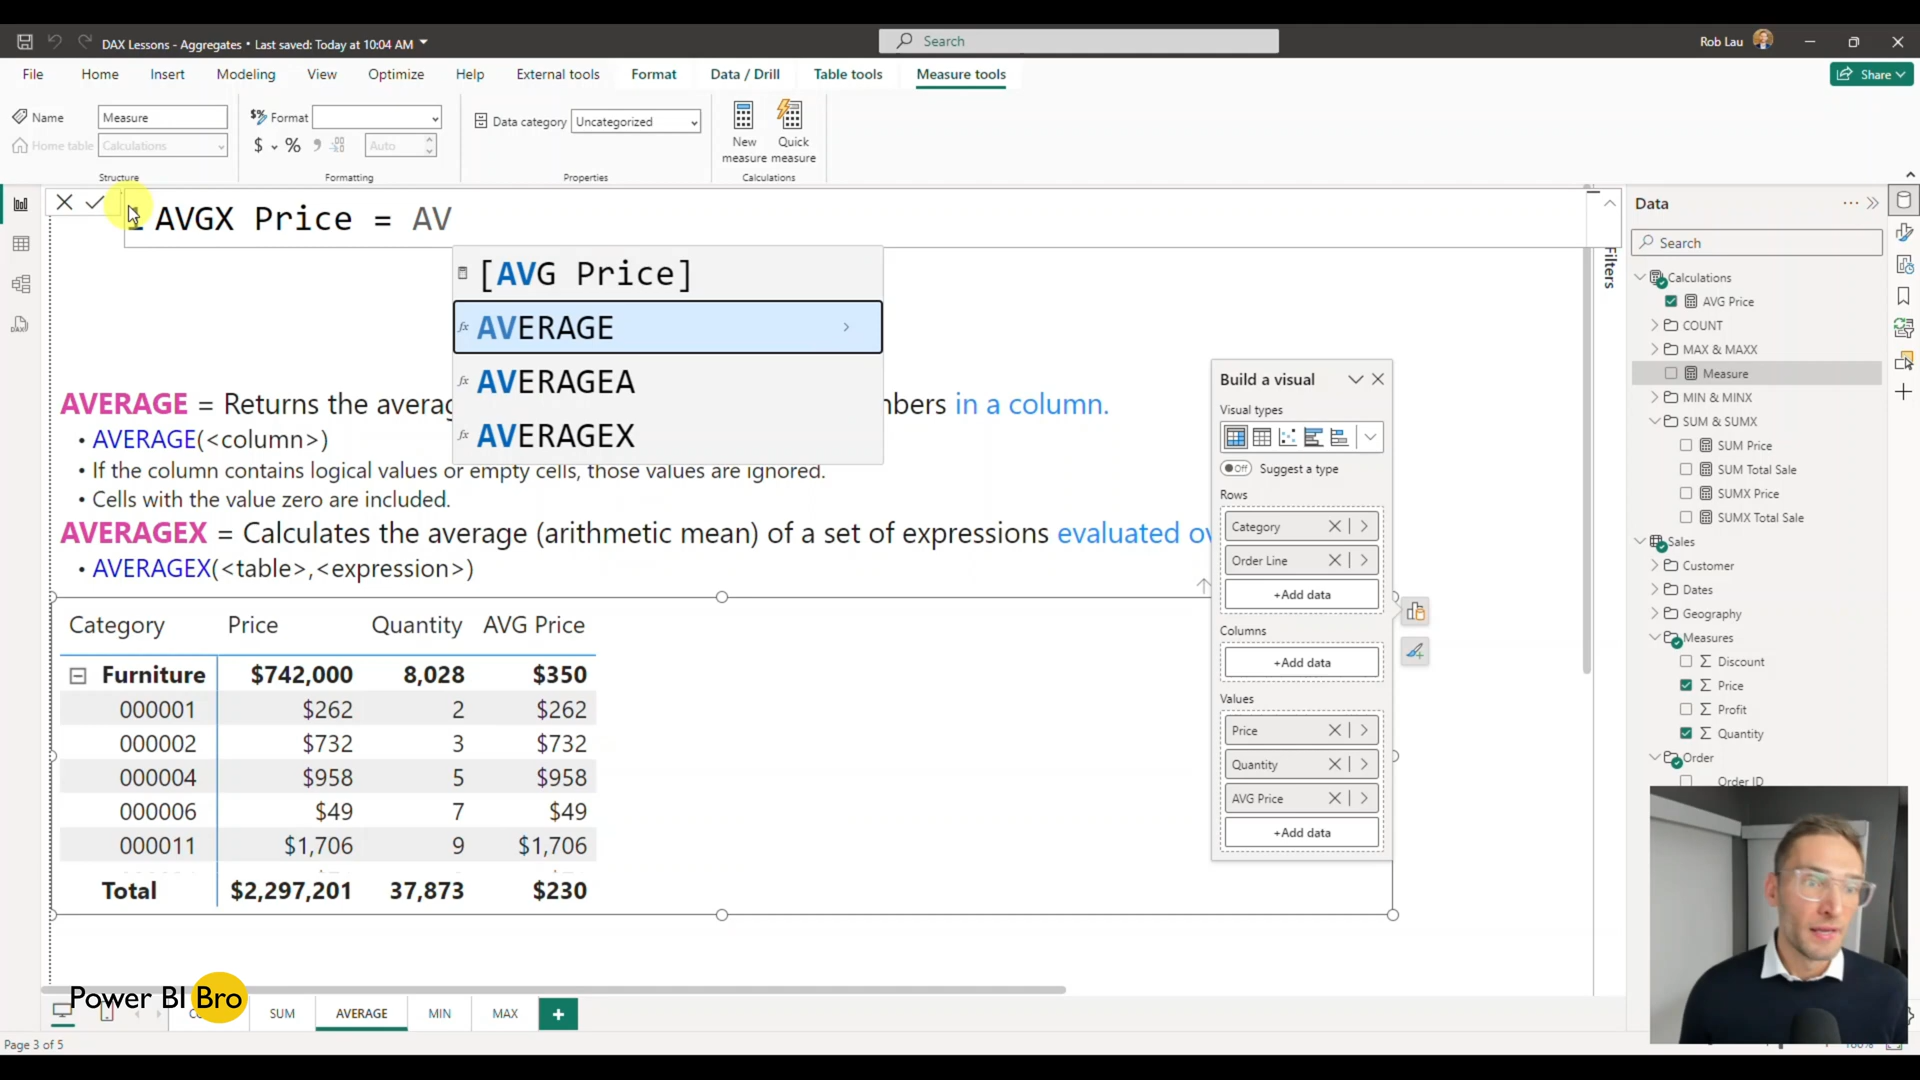 DAX Lessons - Aggregates • Last saved: Today at 10:04 AM
Search
Rob Lau
File
Home
Insert
Modeling
View
Optimize
Help
External tools
Format
Data / Drill
Table tools
Measure tools
Share
Name
Measure
Home table
Calculations
Structure
Format
$ % Auto
Formatting
Data category
Uncategorized
Properties
New measure
Quick measure
Calculations
AVGX Price = AV
[AVG Price]
AVERAGE
AVERAGEA
AVERAGEX
AVERAGE = Returns the averag
nbers in a column.
• AVERAGE(<column>)
• If the column contains logical values or empty cells, those values are ignored.
• Cells with the value zero are included.
AVERAGEX = Calculates the average (arithmetic mean) of a set of expressions evaluated ov
• AVERAGEX(<table>,<expression>)
Category Price Quantity AVG Price
Furniture $742,000 8,028 $350
000001 $262 2 $262
000002 $732 3 $732
000004 $958 5 $958
000006 $49 7 $49
000011 $1,706 9 $1,706
Total $2,297,201 37,873 $230
Build a visual
Visual types
Off Suggest a type
Rows
Category
Order Line
+Add data
Columns
+Add data
Values
Price
Quantity
AVG Price
+Add data
Filters
Data
Search
Calculations
AVG Price
COUNT
MAX & MAXX
Measure
MIN & MINX
SUM & SUMX
SUM Price
SUM Total Sale
SUMX Price
SUMX Total Sale
Sales
Customer
Dates
Geography
Measures
Discount
Price
Profit
Quantity
Order
Order ID
Power BI Bro
SUM
AVERAGE
MIN
MAX
Page 3 of 5